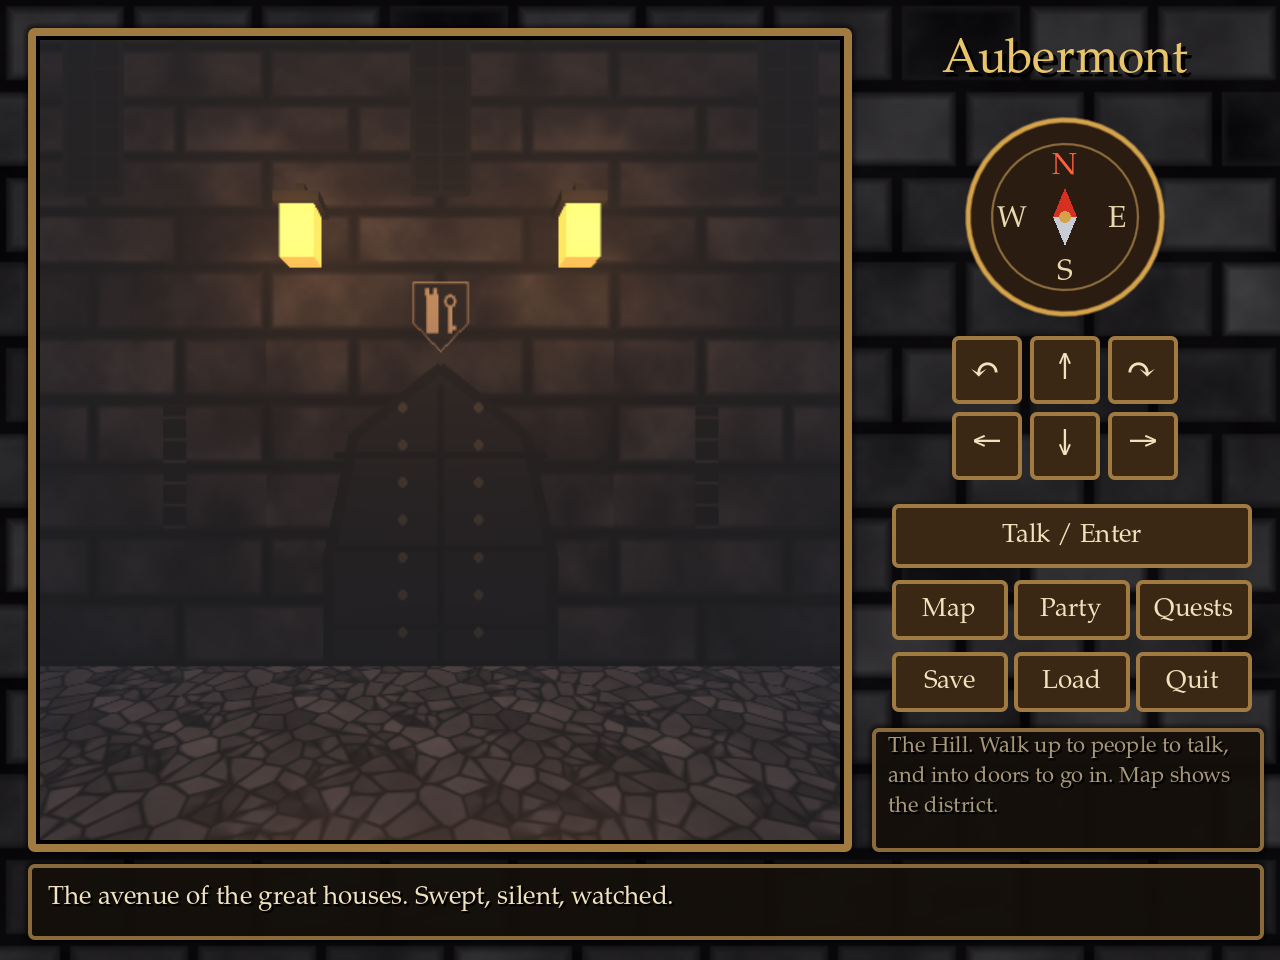 Aubermont
N
W E
S
↶ ↑ ↷
← ↓ →
Talk / Enter
Map Party Quests
Save Load Quit
The Hill. Walk up to people to talk,
and into doors to go in. Map shows
the district.
The avenue of the great houses. Swept, silent, watched.